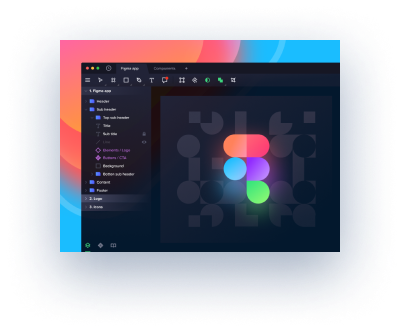 Figma app
Components
+
1. Figma app
Header
Sub header
Top sub header
Title
Sub title
Elements / Logo
Buttons / CTA
Background
Bottom sub header
Content
Footer
2. Logo
3. Icons